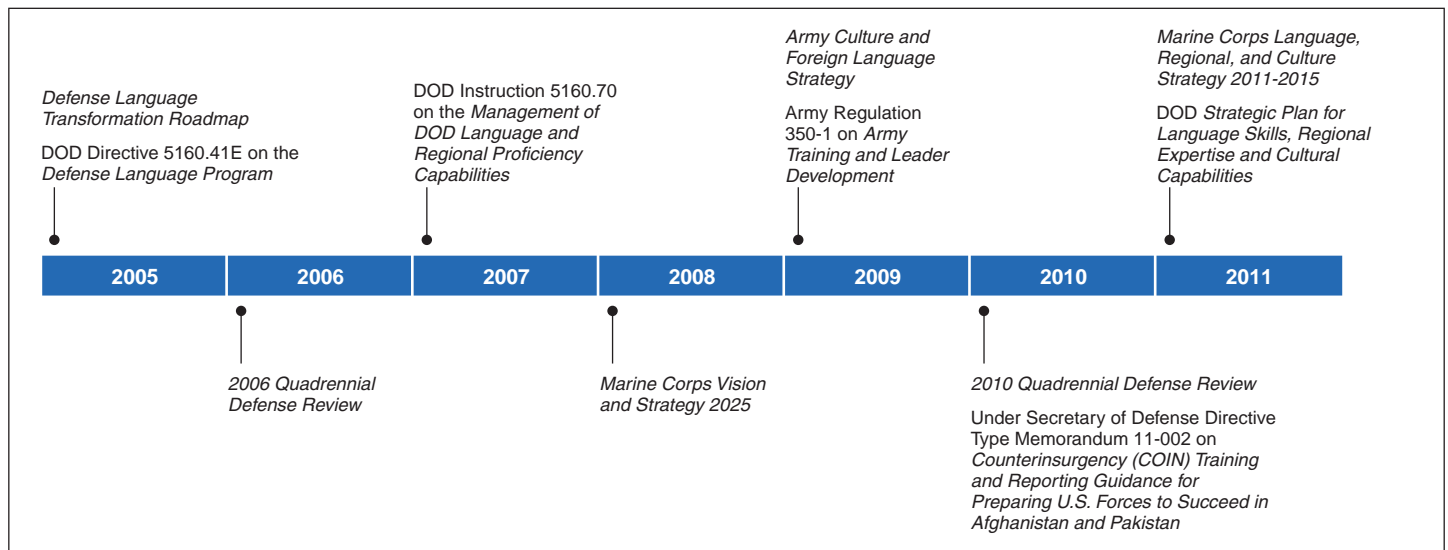 Defense Language
Transformation Roadmap
DOD Directive 5160.41E on the
Defense Language Program
DOD Instruction 5160.70
on the Management of
DOD Language and
Regional Proficiency
Capabilities
Army Culture and
Foreign Language
Strategy
Army Regulation
350-1 on Army
Training and Leader
Development
Marine Corps Language,
Regional, and Culture
Strategy 2011-2015
DOD Strategic Plan for
Language Skills, Regional
Expertise and Cultural
Capabilities
2005
2006
2007
2008
2009
2010
2011
2006 Quadrennial
Defense Review
Marine Corps Vision
and Strategy 2025
2010 Quadrennial Defense Review
Under Secretary of Defense Directive
Type Memorandum 11-002 on
Counterinsurgency (COIN) Training
and Reporting Guidance for
Preparing U.S. Forces to Succeed in
Afghanistan and Pakistan